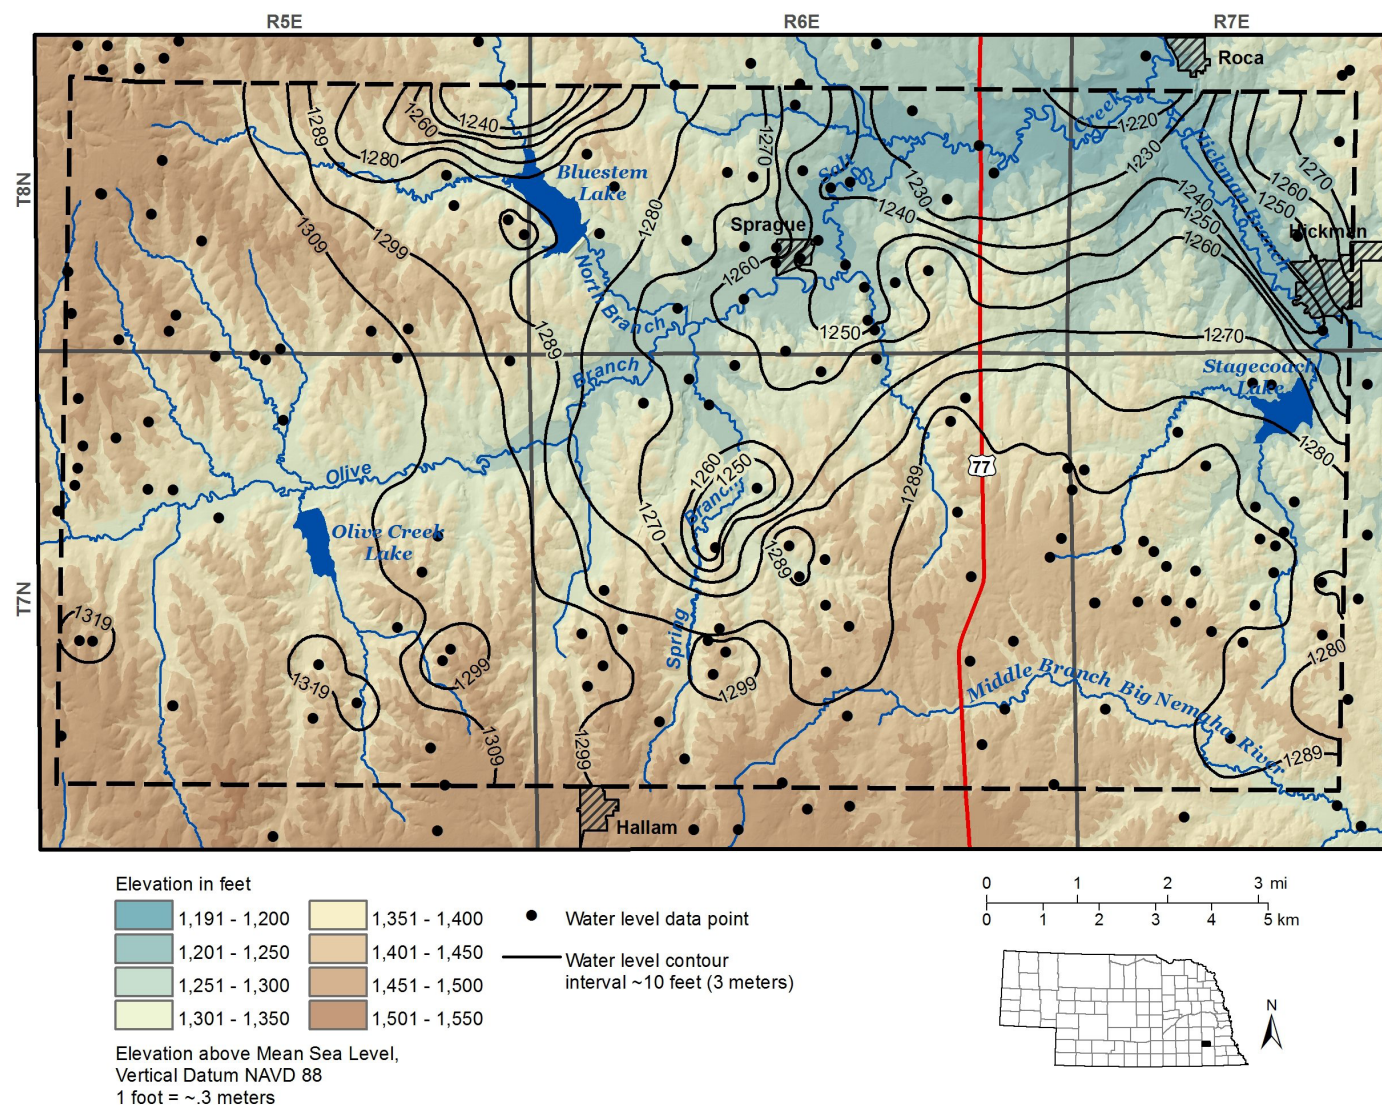 R5E
R6E
R7E
T8N
T7N
Roca
Creek
1220
1240
1260
1289
1280
1270
1230
Salt
Hickman Branch
1270
1260
1250
Bluestem
Lake
1230
1240
1240
1250
1260
1280
1309
1299
Sprague
Hickman
1260
North Branch
1250
1289
1270
Branch
Stagecoach
Lake
1280
1260
1250
Olive
77
1289
Branch
1270
Olive Creek
Lake
1289
1319
Spring
1319
1299
1299
1280
Middle Branch Big Nemaha River
1309
1299
1289
Hallam
Elevation in feet
1,191 - 1,200
1,201 - 1,250
1,251 - 1,300
1,301 - 1,350
1,351 - 1,400
1,401 - 1,450
1,451 - 1,500
1,501 - 1,550
Elevation above Mean Sea Level,
Vertical Datum NAVD 88
1 foot = ~.3 meters
Water level data point
Water level contour
interval ~10 feet (3 meters)
0 1 2 3 mi
0 1 2 3 4 5 km
N